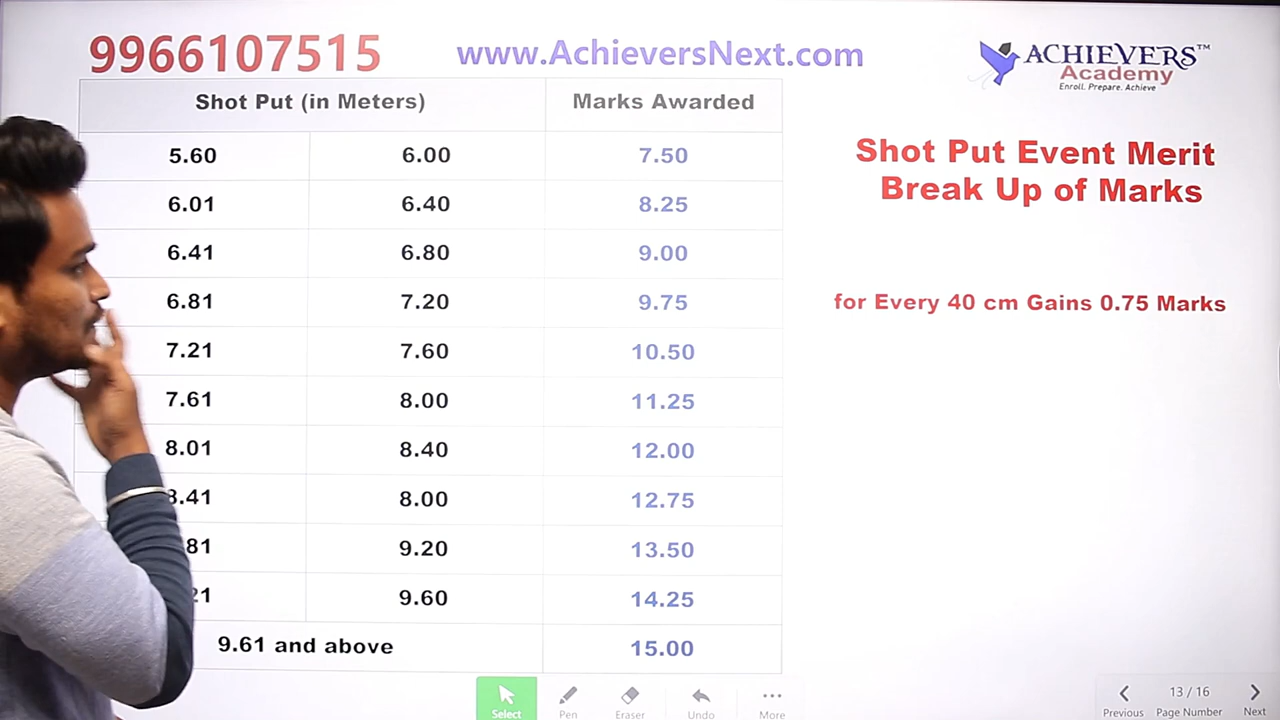 9966107515 www.AchieversNext.com ACHIEVERS™
Academy
Enroll. Prepare. Achieve
Shot Put (in Meters) Marks Awarded
5.60 6.00 7.50
6.01 6.40 8.25
6.41 6.80 9.00
6.81 7.20 9.75
7.21 7.60 10.50
7.61 8.00 11.25
8.01 8.40 12.00
8.41 8.00 12.75
81 9.20 13.50
21 9.60 14.25
9.61 and above 15.00
Shot Put Event Merit
Break Up of Marks
for Every 40 cm Gains 0.75 Marks
Select Pen Eraser Undo More
13 / 16
Previous Page Number Next